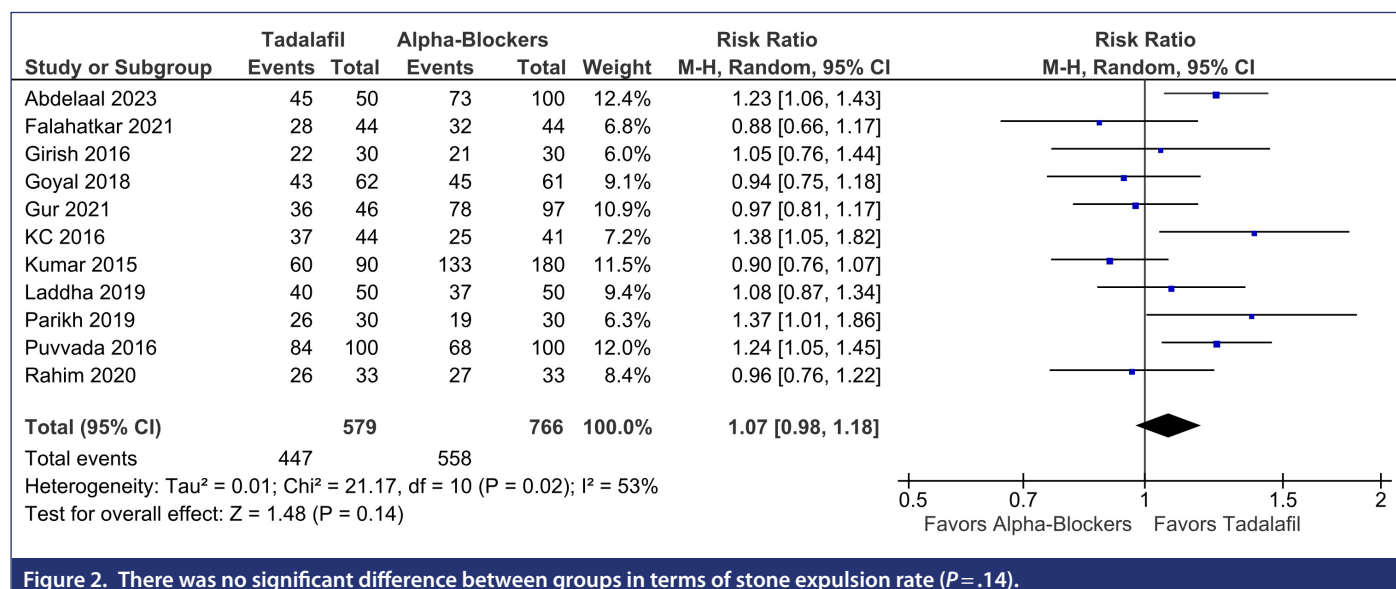 Tadalafil Alpha-Blockers Risk Ratio Risk Ratio
Study or Subgroup Events Total Events Total Weight M-H, Random, 95% CI M-H, Random, 95% CI
Abdelaal 2023 45 50 73 100 12.4% 1.23 [1.06, 1.43]
Falahatkar 2021 28 44 32 44 6.8% 0.88 [0.66, 1.17]
Girish 2016 22 30 21 30 6.0% 1.05 [0.76, 1.44]
Goyal 2018 43 62 45 61 9.1% 0.94 [0.75, 1.18]
Gur 2021 36 46 78 97 10.9% 0.97 [0.81, 1.17]
KC 2016 37 44 25 41 7.2% 1.38 [1.05, 1.82]
Kumar 2015 60 90 133 180 11.5% 0.90 [0.76, 1.07]
Laddha 2019 40 50 37 50 9.4% 1.08 [0.87, 1.34]
Parikh 2019 26 30 19 30 6.3% 1.37 [1.01, 1.86]
Puvvada 2016 84 100 68 100 12.0% 1.24 [1.05, 1.45]
Rahim 2020 26 33 27 33 8.4% 0.96 [0.76, 1.22]
Total (95% CI) 579 766 100.0% 1.07 [0.98, 1.18]
Total events 447 558
Heterogeneity: Tau² = 0.01; Chi² = 21.17, df = 10 (P = 0.02); I² = 53%
Test for overall effect: Z = 1.48 (P = 0.14)
0.5 0.7 1 1.5 2
Favors Alpha-Blockers Favors Tadalafil
Figure 2. There was no significant difference between groups in terms of stone expulsion rate (P = .14).